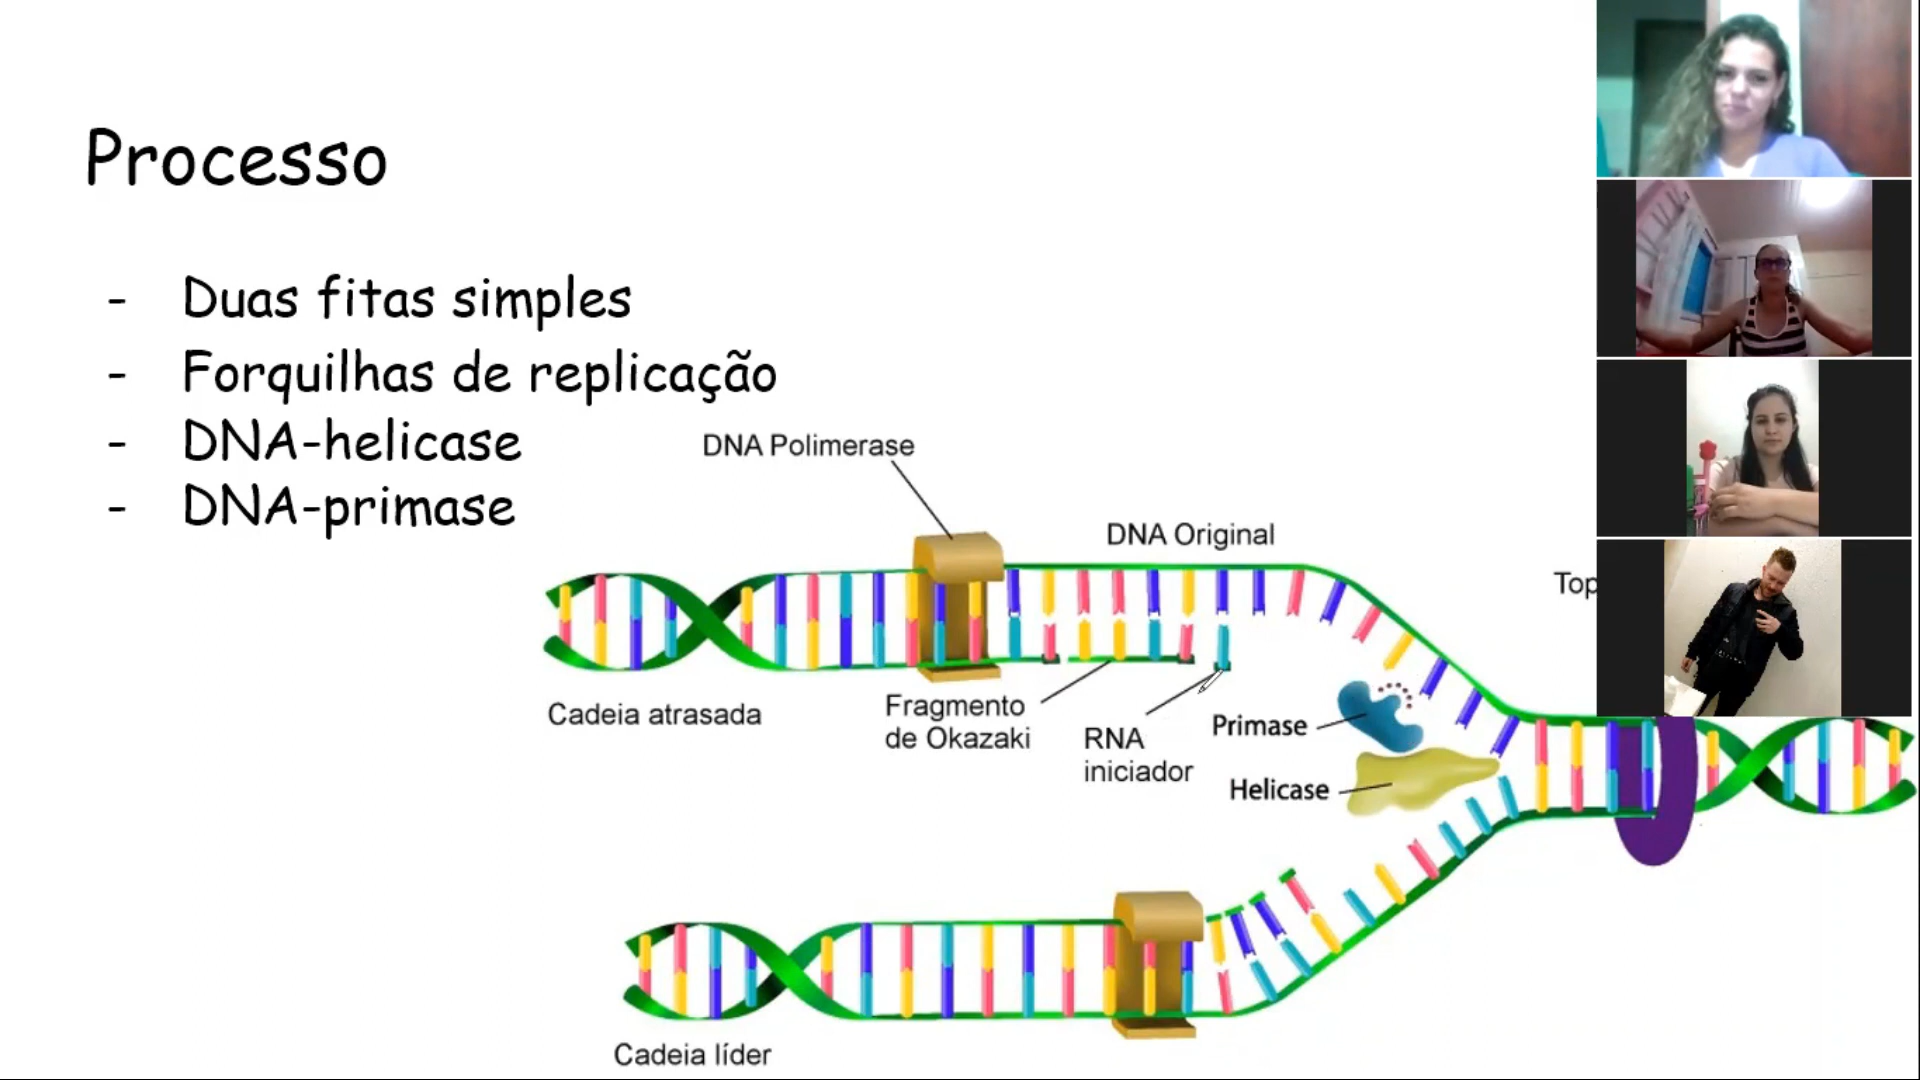 Processo
- Duas fitas simples
- Forquilhas de replicação
- DNA-helicase
- DNA-primase
DNA Polimerase
DNA Original
Top
Cadeia atrasada
Fragmento
de Okazaki
RNA
iniciador
Primase
Helicase
Cadeia líder